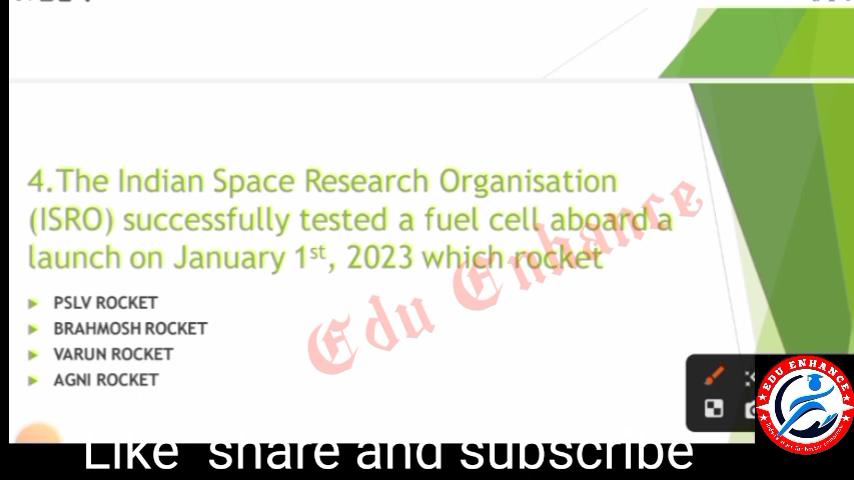 4.The Indian Space Research Organisation
(ISRO) successfully tested a fuel cell aboard a
launch on January 1st, 2023 which rocket
PSLV ROCKET
BRAHMOSH ROCKET
VARUN ROCKET
AGNI ROCKET
Edu Enhance
EDU ENHANCE
Like share and subscribe